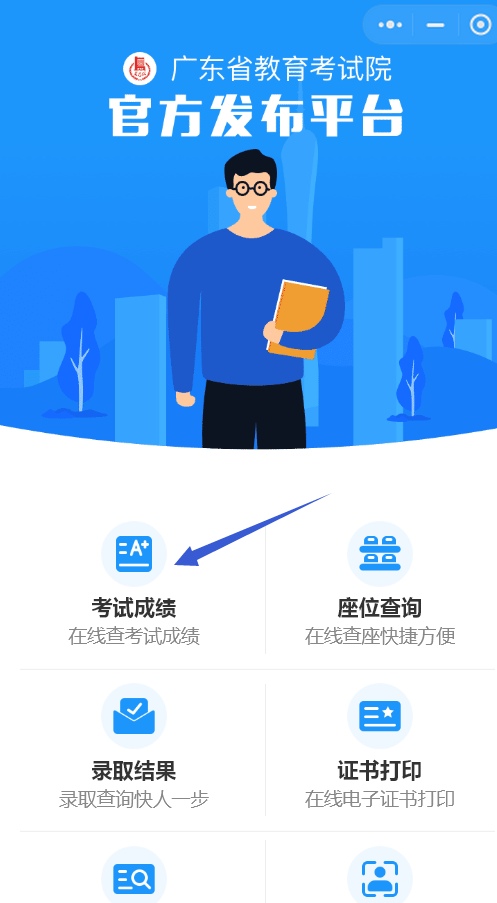 广东省教育考试院
官方发布平台
A+
考试成绩
在线查考试成绩
座位查询
在线查座快捷方便
录取结果
录取查询快人一步
证书打印
在线电子证书打印